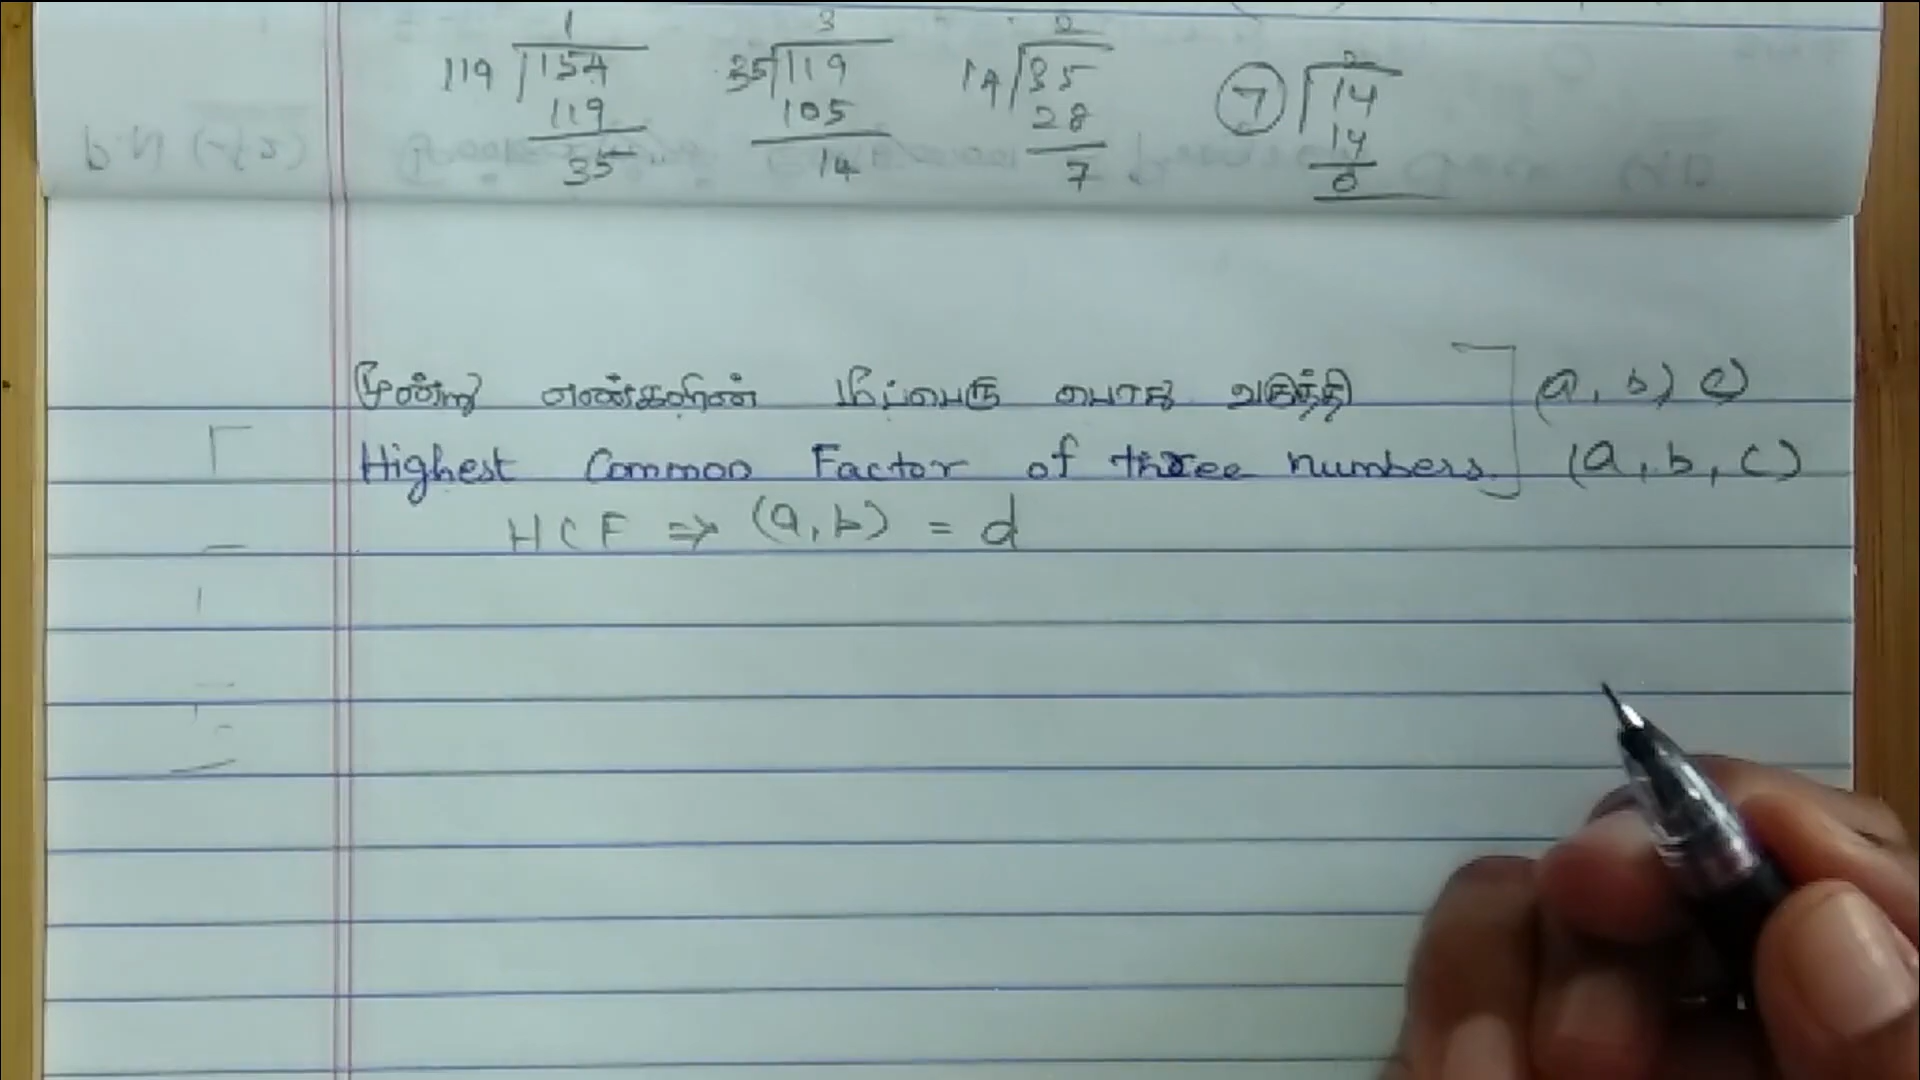 1 3 2 2
119 154 35 119 14 35 7 14
119 105 28 14
35 14 7 0
மூன்று எண்களின் மீப்பெரு பொது வகுத்தி (a, b) c)
Highest Common Factor of three numbers. (a, b, c)
HCF ⇒ (a, b) = d